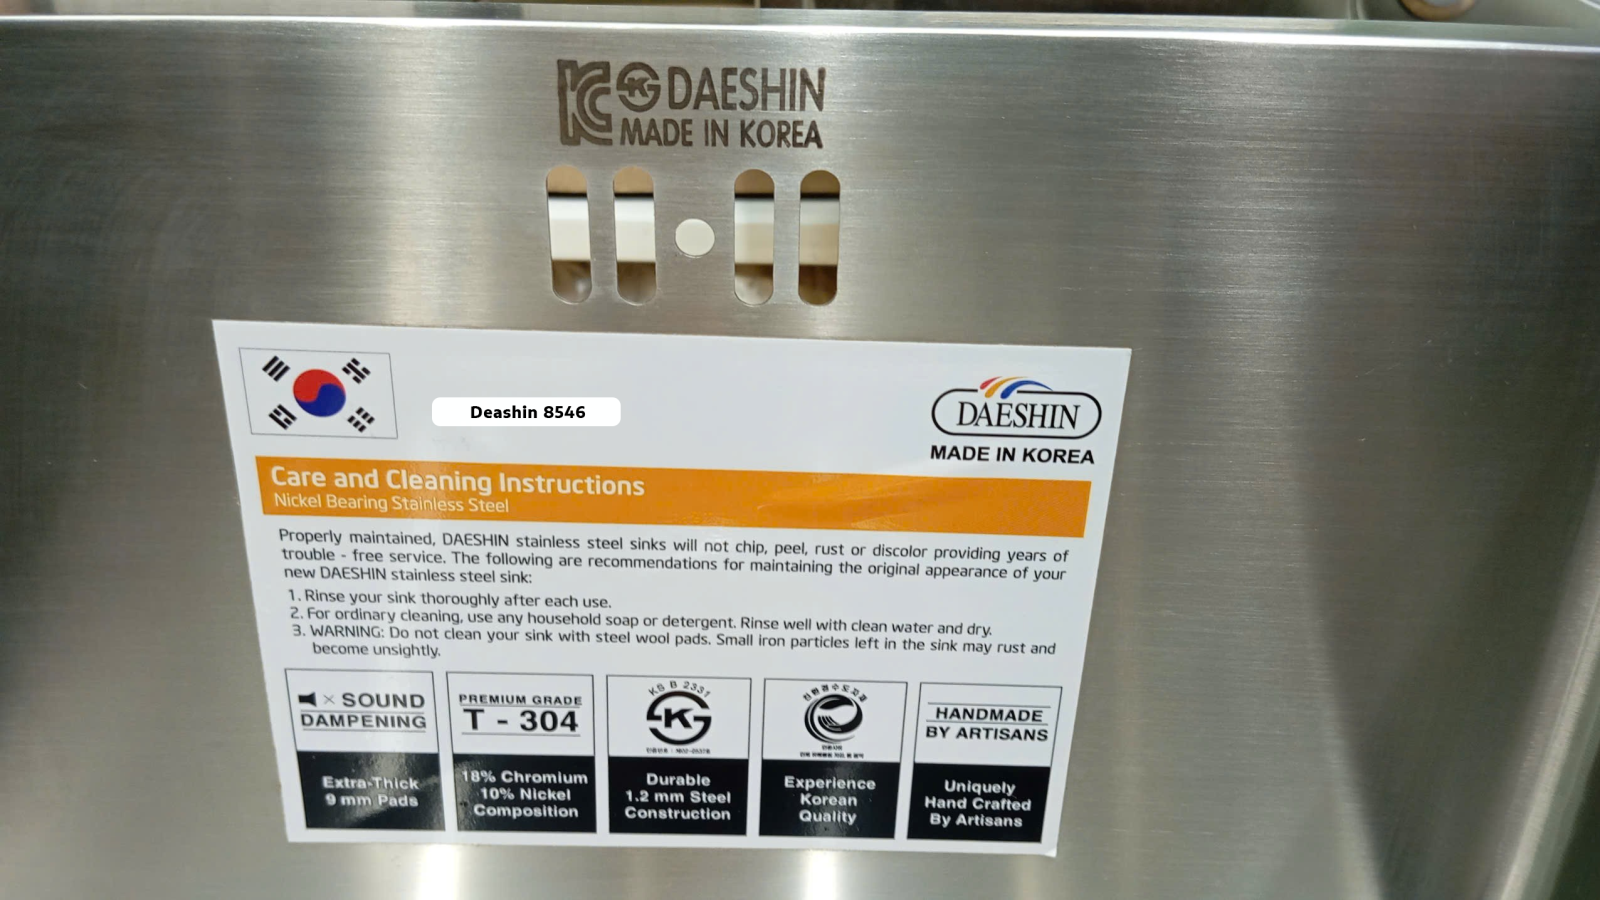 DAESHIN
MADE IN KOREA
Deashin 8546
DAESHIN
MADE IN KOREA
Care and Cleaning Instructions
Nickel Bearing Stainless Steel
Properly maintained, DAESHIN stainless steel sinks will not chip, peel, rust or discolor providing years of
trouble - free service. The following are recommendations for maintaining the original appearance of your
new DAESHIN stainless steel sink:
1. Rinse your sink thoroughly after each use.
2. For ordinary cleaning, use any household soap or detergent. Rinse well with clean water and dry.
3. WARNING: Do not clean your sink with steel wool pads. Small iron particles left in the sink may rust and
become unsightly.
× SOUND
DAMPENING
Extra-Thick
9 mm Pads
PREMIUM GRADE
T - 304
18% Chromium
10% Nickel
Composition
KS B 2331
Durable
1.2 mm Steel
Construction
Experience
Korean
Quality
HANDMADE
BY ARTISANS
Uniquely
Hand Crafted
By Artisans